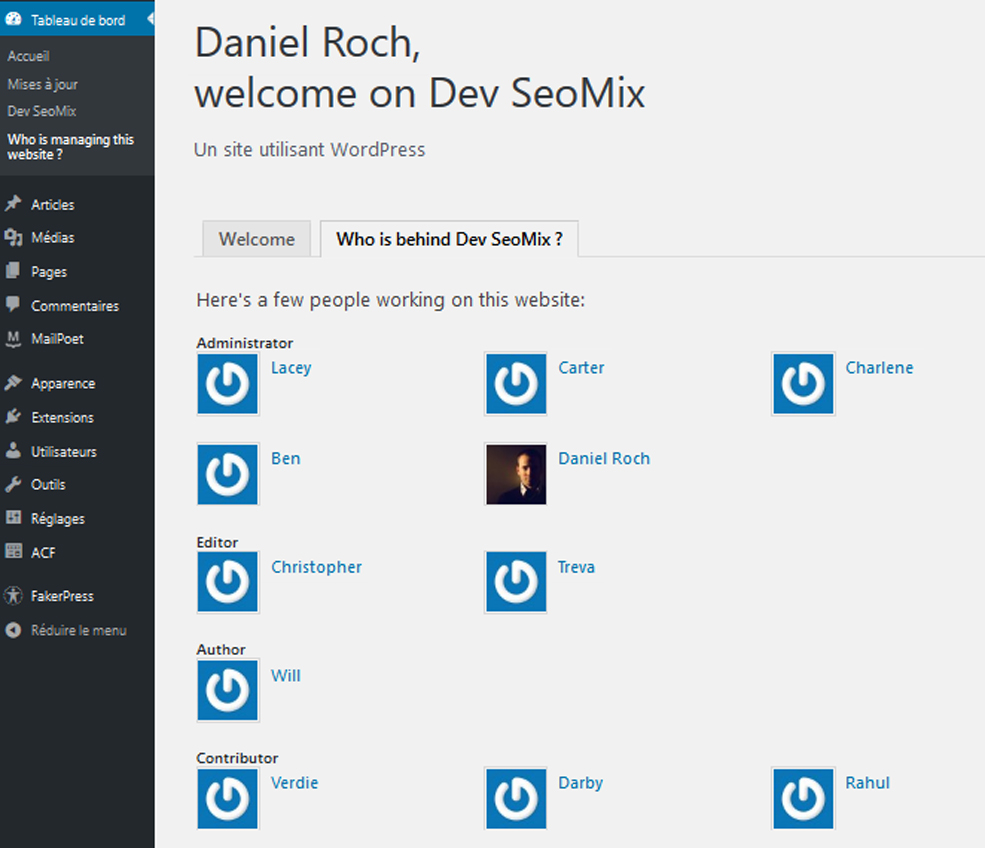 Tableau de bord
Accueil
Mises à jour
Dev SeoMix
Who is managing this
website ?
Articles
Médias
Pages
Commentaires
MailPoet
Apparence
Extensions
Utilisateurs
Outils
Réglages
ACF
FakerPress
Réduire le menu
Daniel Roch,
welcome on Dev SeoMix
Un site utilisant WordPress
Welcome
Who is behind Dev SeoMix ?
Here's a few people working on this website:
Administrator
Lacey
Carter
Charlene
Ben
Daniel Roch
Editor
Christopher
Treva
Author
Will
Contributor
Verdie
Darby
Rahul